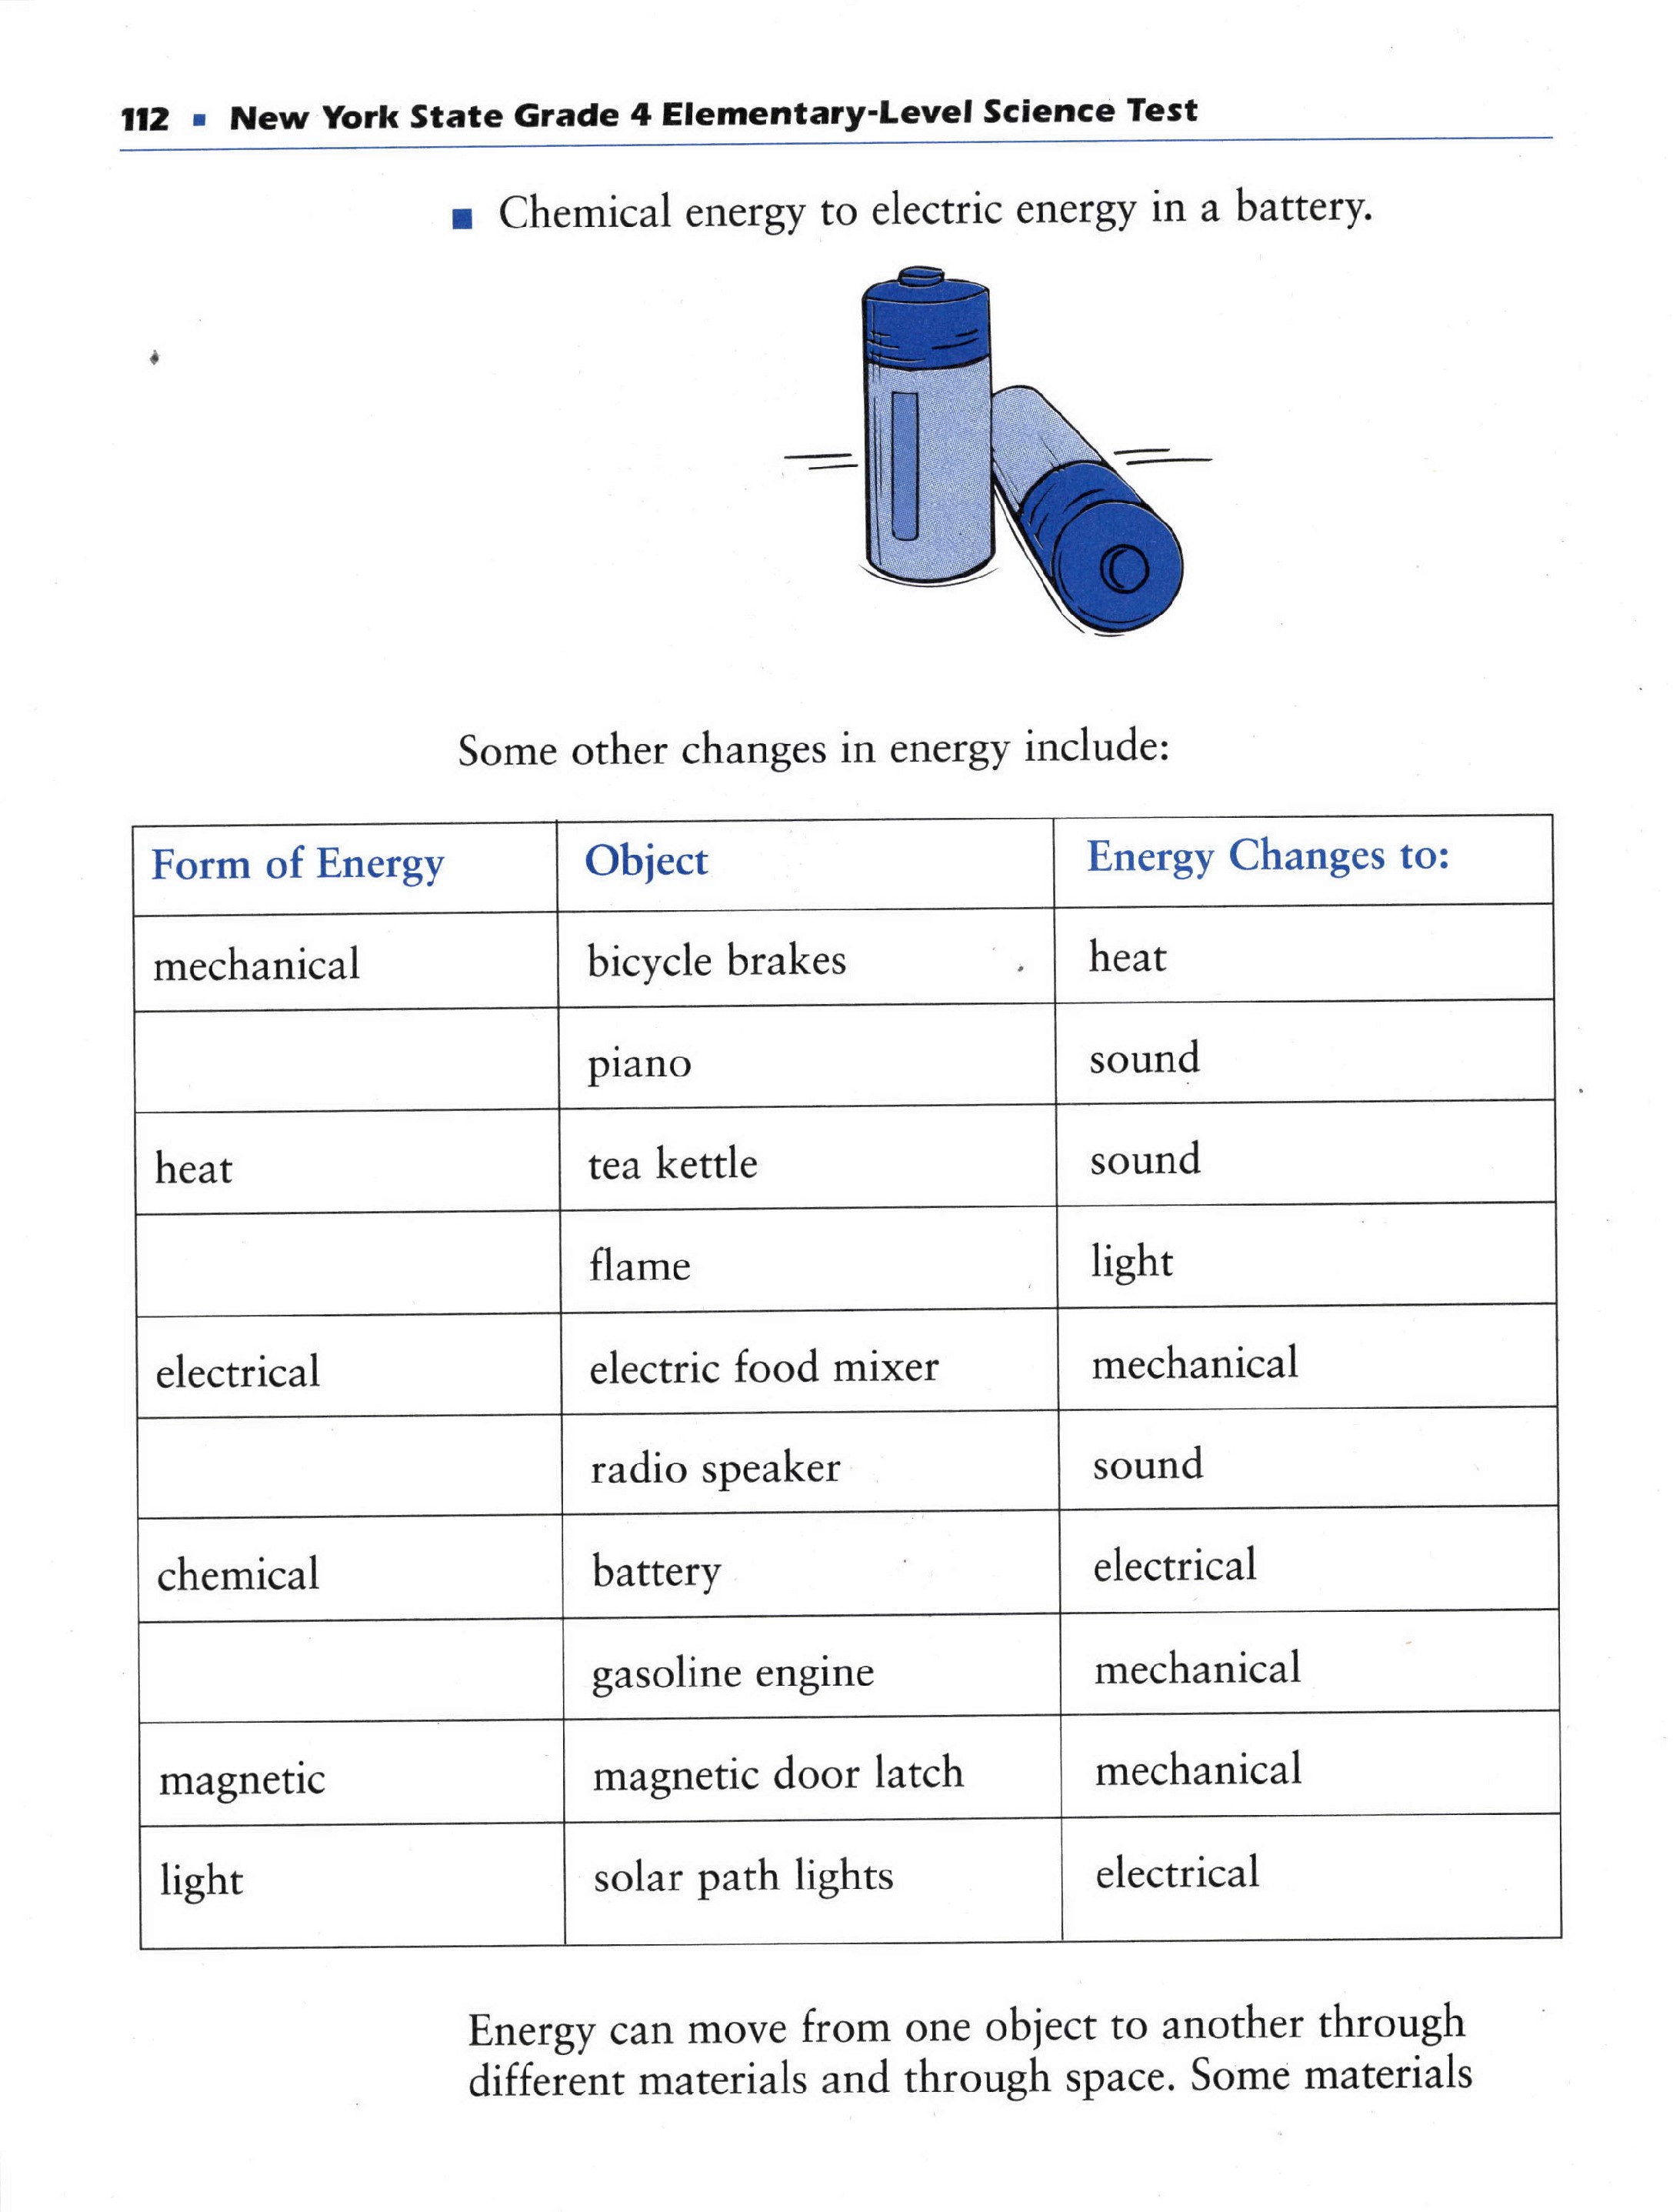 112 ▪ New York State Grade 4 Elementary-Level Science Test
▪ Chemical energy to electric energy in a battery.
Some other changes in energy include:
Form of Energy Object Energy Changes to:
mechanical bicycle brakes heat
piano sound
heat tea kettle sound
flame light
electrical electric food mixer mechanical
radio speaker sound
chemical battery electrical
gasoline engine mechanical
magnetic magnetic door latch mechanical
light solar path lights electrical
Energy can move from one object to another through
different materials and through space. Some materials